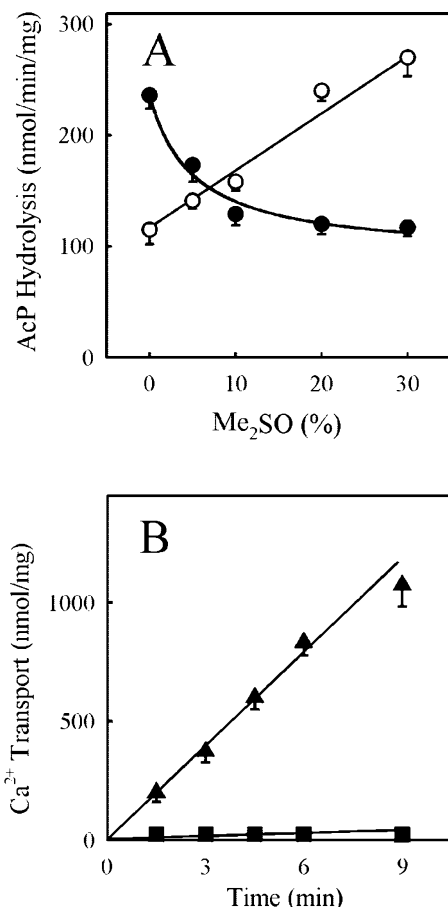 A
AcP Hydrolysis (nmol/min/mg)
300
200
100
0
0 10 20 30
Me₂SO (%)
B
Ca²⁺ Transport (nmol/mg)
1000
500
0
0 3 6 9
Time (min)